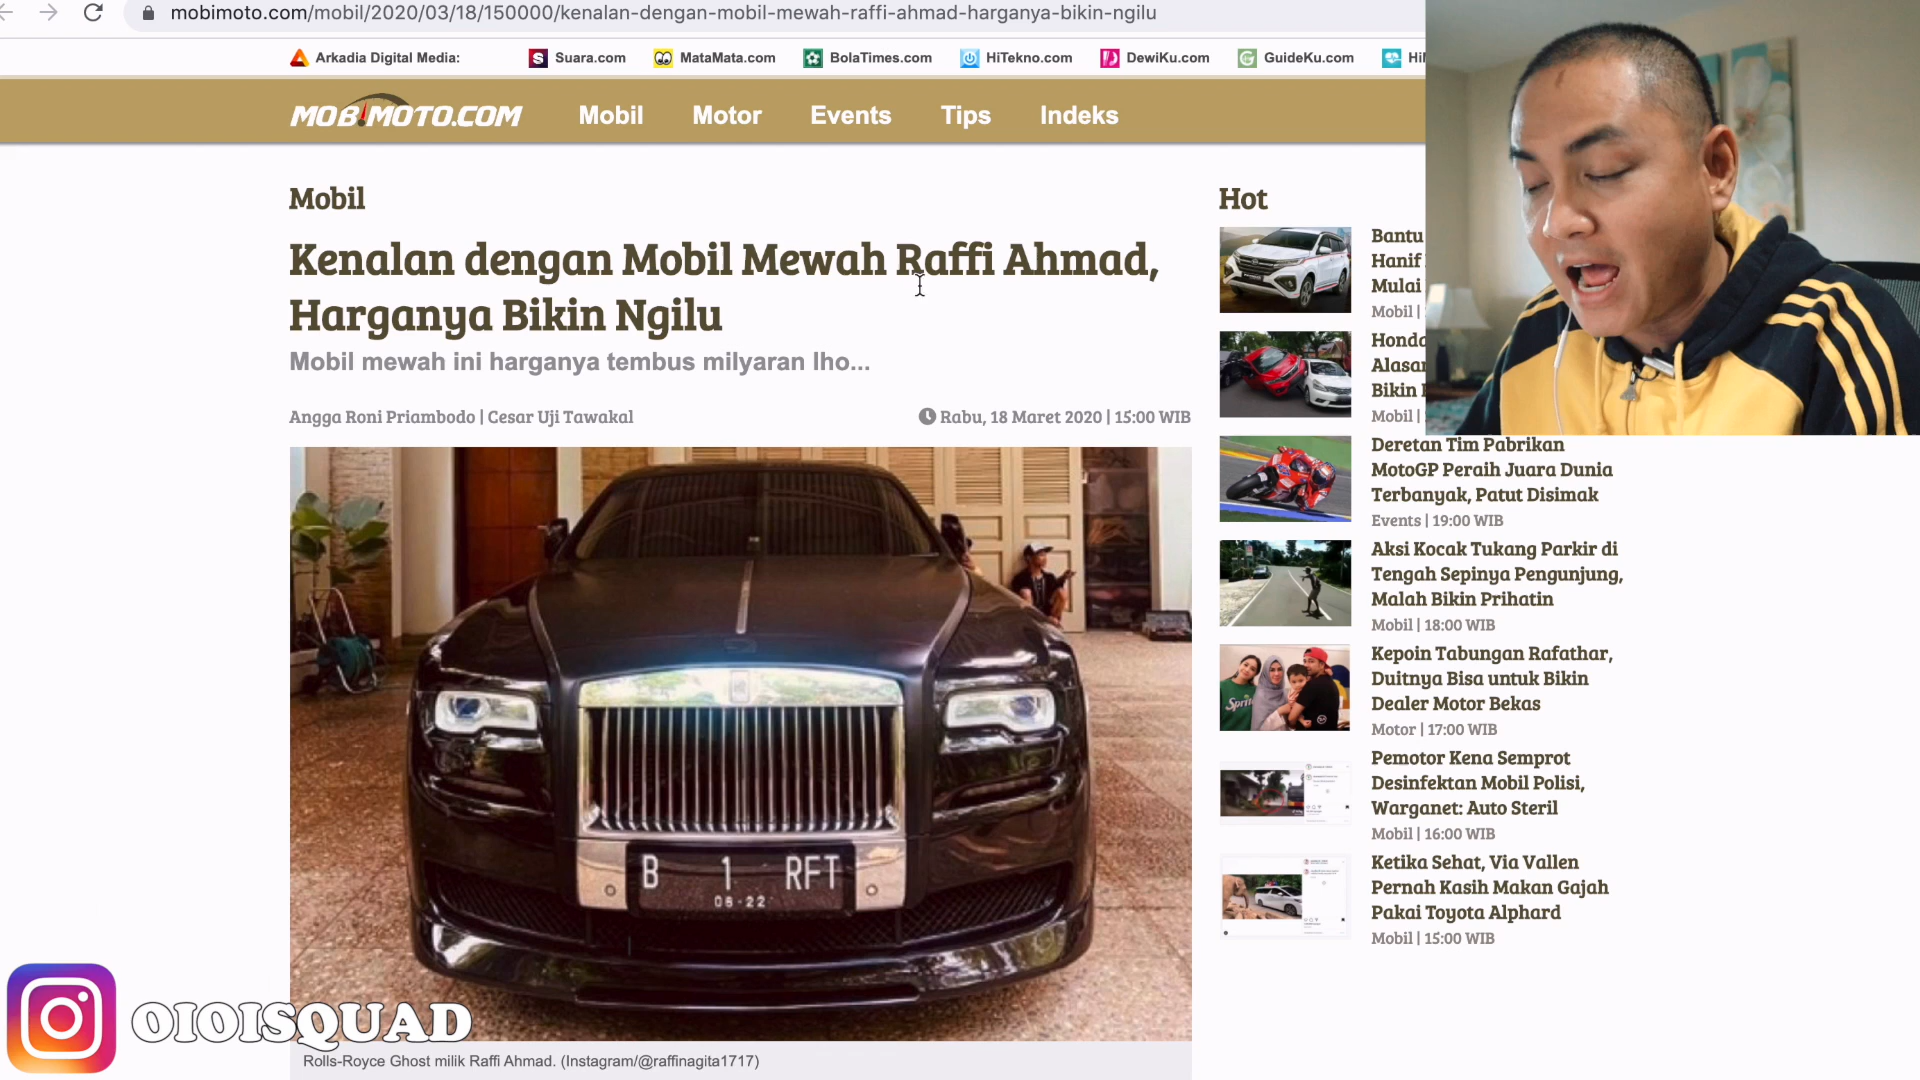 mobimoto.com/mobil/2020/03/18/150000/kenalan-dengan-mobil-mewah-raffi-ahmad-harganya-bikin-ngilu
Arkadia Digital Media:
Suara.com
MataMata.com
BolaTimes.com
HiTekno.com
DewiKu.com
GuideKu.com
MOBIMOTO.COM
Mobil
Motor
Events
Tips
Indeks
Mobil
Kenalan dengan Mobil Mewah Raffi Ahmad,
Harganya Bikin Ngilu
Mobil mewah ini harganya tembus milyaran lho...
Angga Roni Priambodo | Cesar Uji Tawakal
Rabu, 18 Maret 2020 | 15:00 WIB
B 1 RFT
06-22
Rolls-Royce Ghost milik Raffi Ahmad. (Instagram/@raffinagita1717)
OIOISQUAD
Hot
Bantu
Hanif
Mulai
Mobil |
Honda
Alasan
Bikin
Mobil |
Deretan Tim Pabrikan
MotoGP Peraih Juara Dunia
Terbanyak, Patut Disimak
Events | 19:00 WIB
Aksi Kocak Tukang Parkir di
Tengah Sepinya Pengunjung,
Malah Bikin Prihatin
Mobil | 18:00 WIB
Kepoin Tabungan Rafathar,
Duitnya Bisa untuk Bikin
Dealer Motor Bekas
Motor | 17:00 WIB
Pemotor Kena Semprot
Desinfektan Mobil Polisi,
Warganet: Auto Steril
Mobil | 16:00 WIB
Ketika Sehat, Via Vallen
Pernah Kasih Makan Gajah
Pakai Toyota Alphard
Mobil | 15:00 WIB